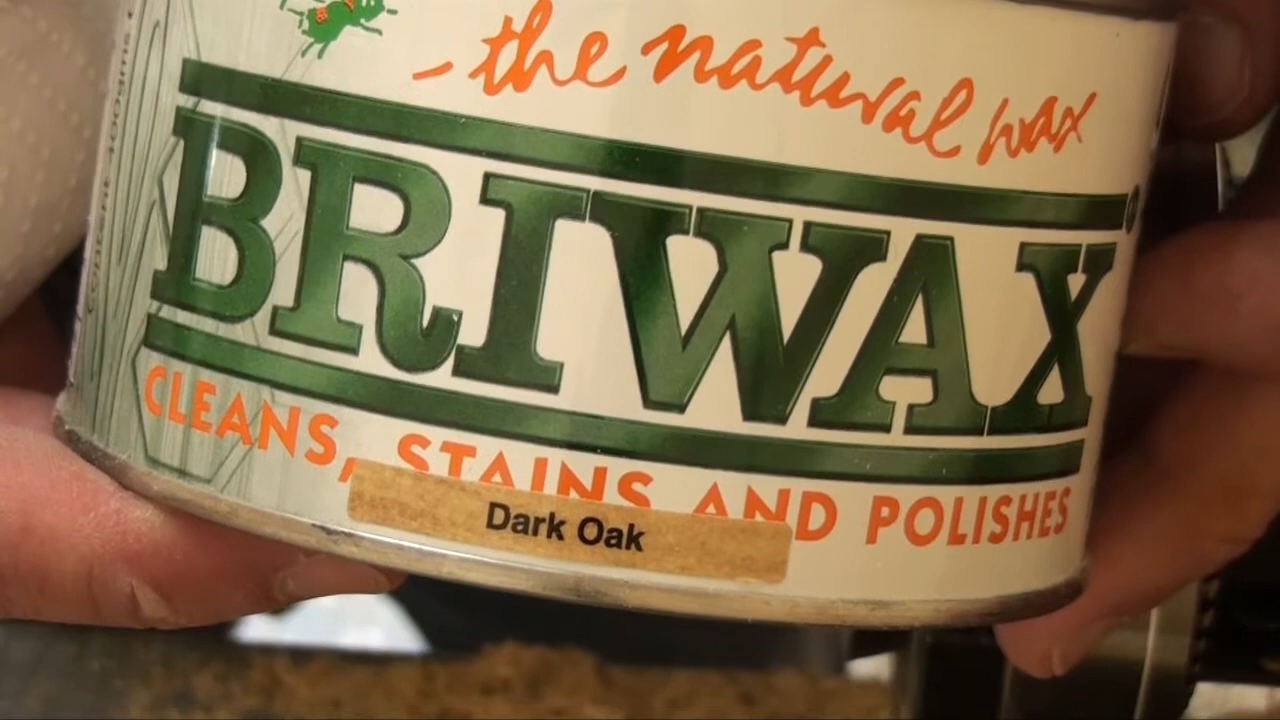 - the natural wax
BRIWAX
CLEANS, STAINS AND POLISHES
Dark Oak